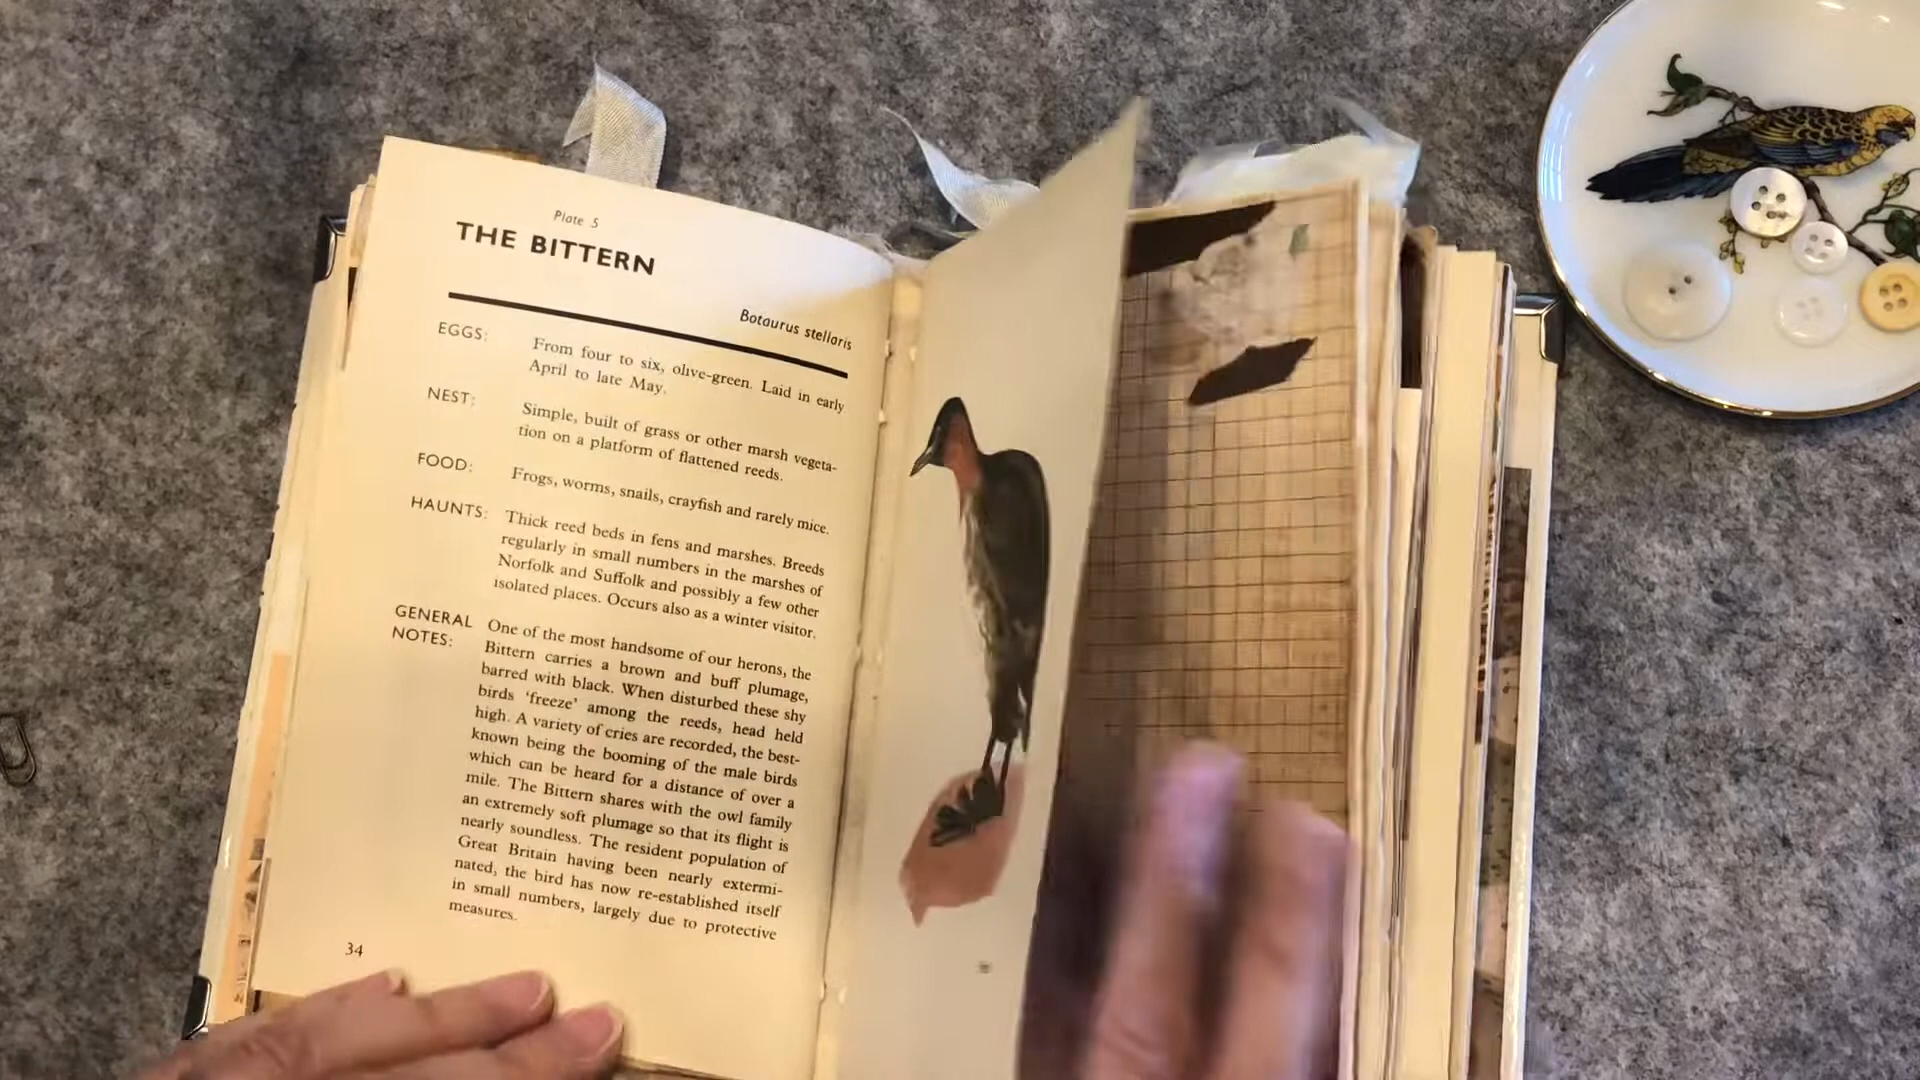 Plate 5
THE BITTERN
Botaurus stellaris
EGGS: From four to six, olive-green. Laid in early
April to late May.
NEST: Simple, built of grass or other marsh vegeta-
tion on a platform of flattened reeds.
FOOD: Frogs, worms, snails, crayfish and rarely mice.
HAUNTS: Thick reed beds in fens and marshes. Breeds
regularly in small numbers in the marshes of
Norfolk and Suffolk and possibly a few other
isolated places. Occurs also as a winter visitor.
GENERAL One of the most handsome of our herons, the
NOTES: Bittern carries a brown and buff plumage,
barred with black. When disturbed these shy
birds ‘freeze’ among the reeds, head held
high. A variety of cries are recorded, the best-
known being the booming of the male birds
which can be heard for a distance of over a
mile. The Bittern shares with the owl family
an extremely soft plumage so that its flight is
nearly soundless. The resident population of
Great Britain having been nearly extermi-
nated, the bird has now re-established itself
in small numbers, largely due to protective
measures.
34